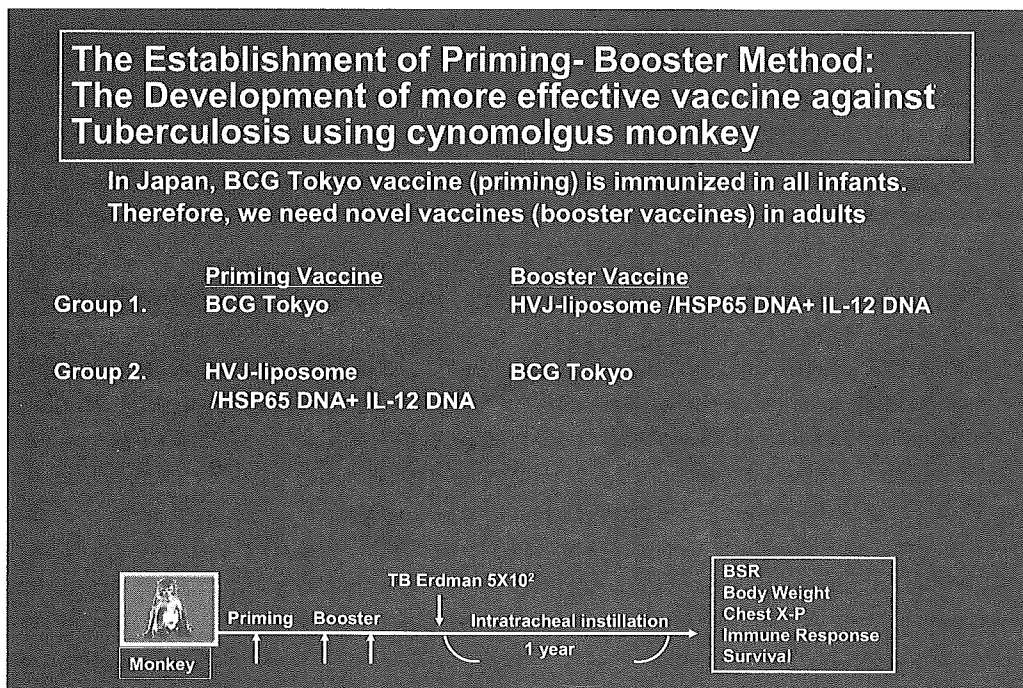 The Establishment of Priming- Booster Method:
The Development of more effective vaccine against
Tuberculosis using cynomolgus monkey
In Japan, BCG Tokyo vaccine (priming) is immunized in all infants.
Therefore, we need novel vaccines (booster vaccines) in adults
Priming Vaccine Booster Vaccine
Group 1. BCG Tokyo HVJ-liposome /HSP65 DNA+ IL-12 DNA
Group 2. HVJ-liposome BCG Tokyo
/HSP65 DNA+ IL-12 DNA
TB Erdman 5X10²
Priming Booster Intratracheal instillation
1 year
Monkey
BSR
Body Weight
Chest X-P
Immune Response
Survival